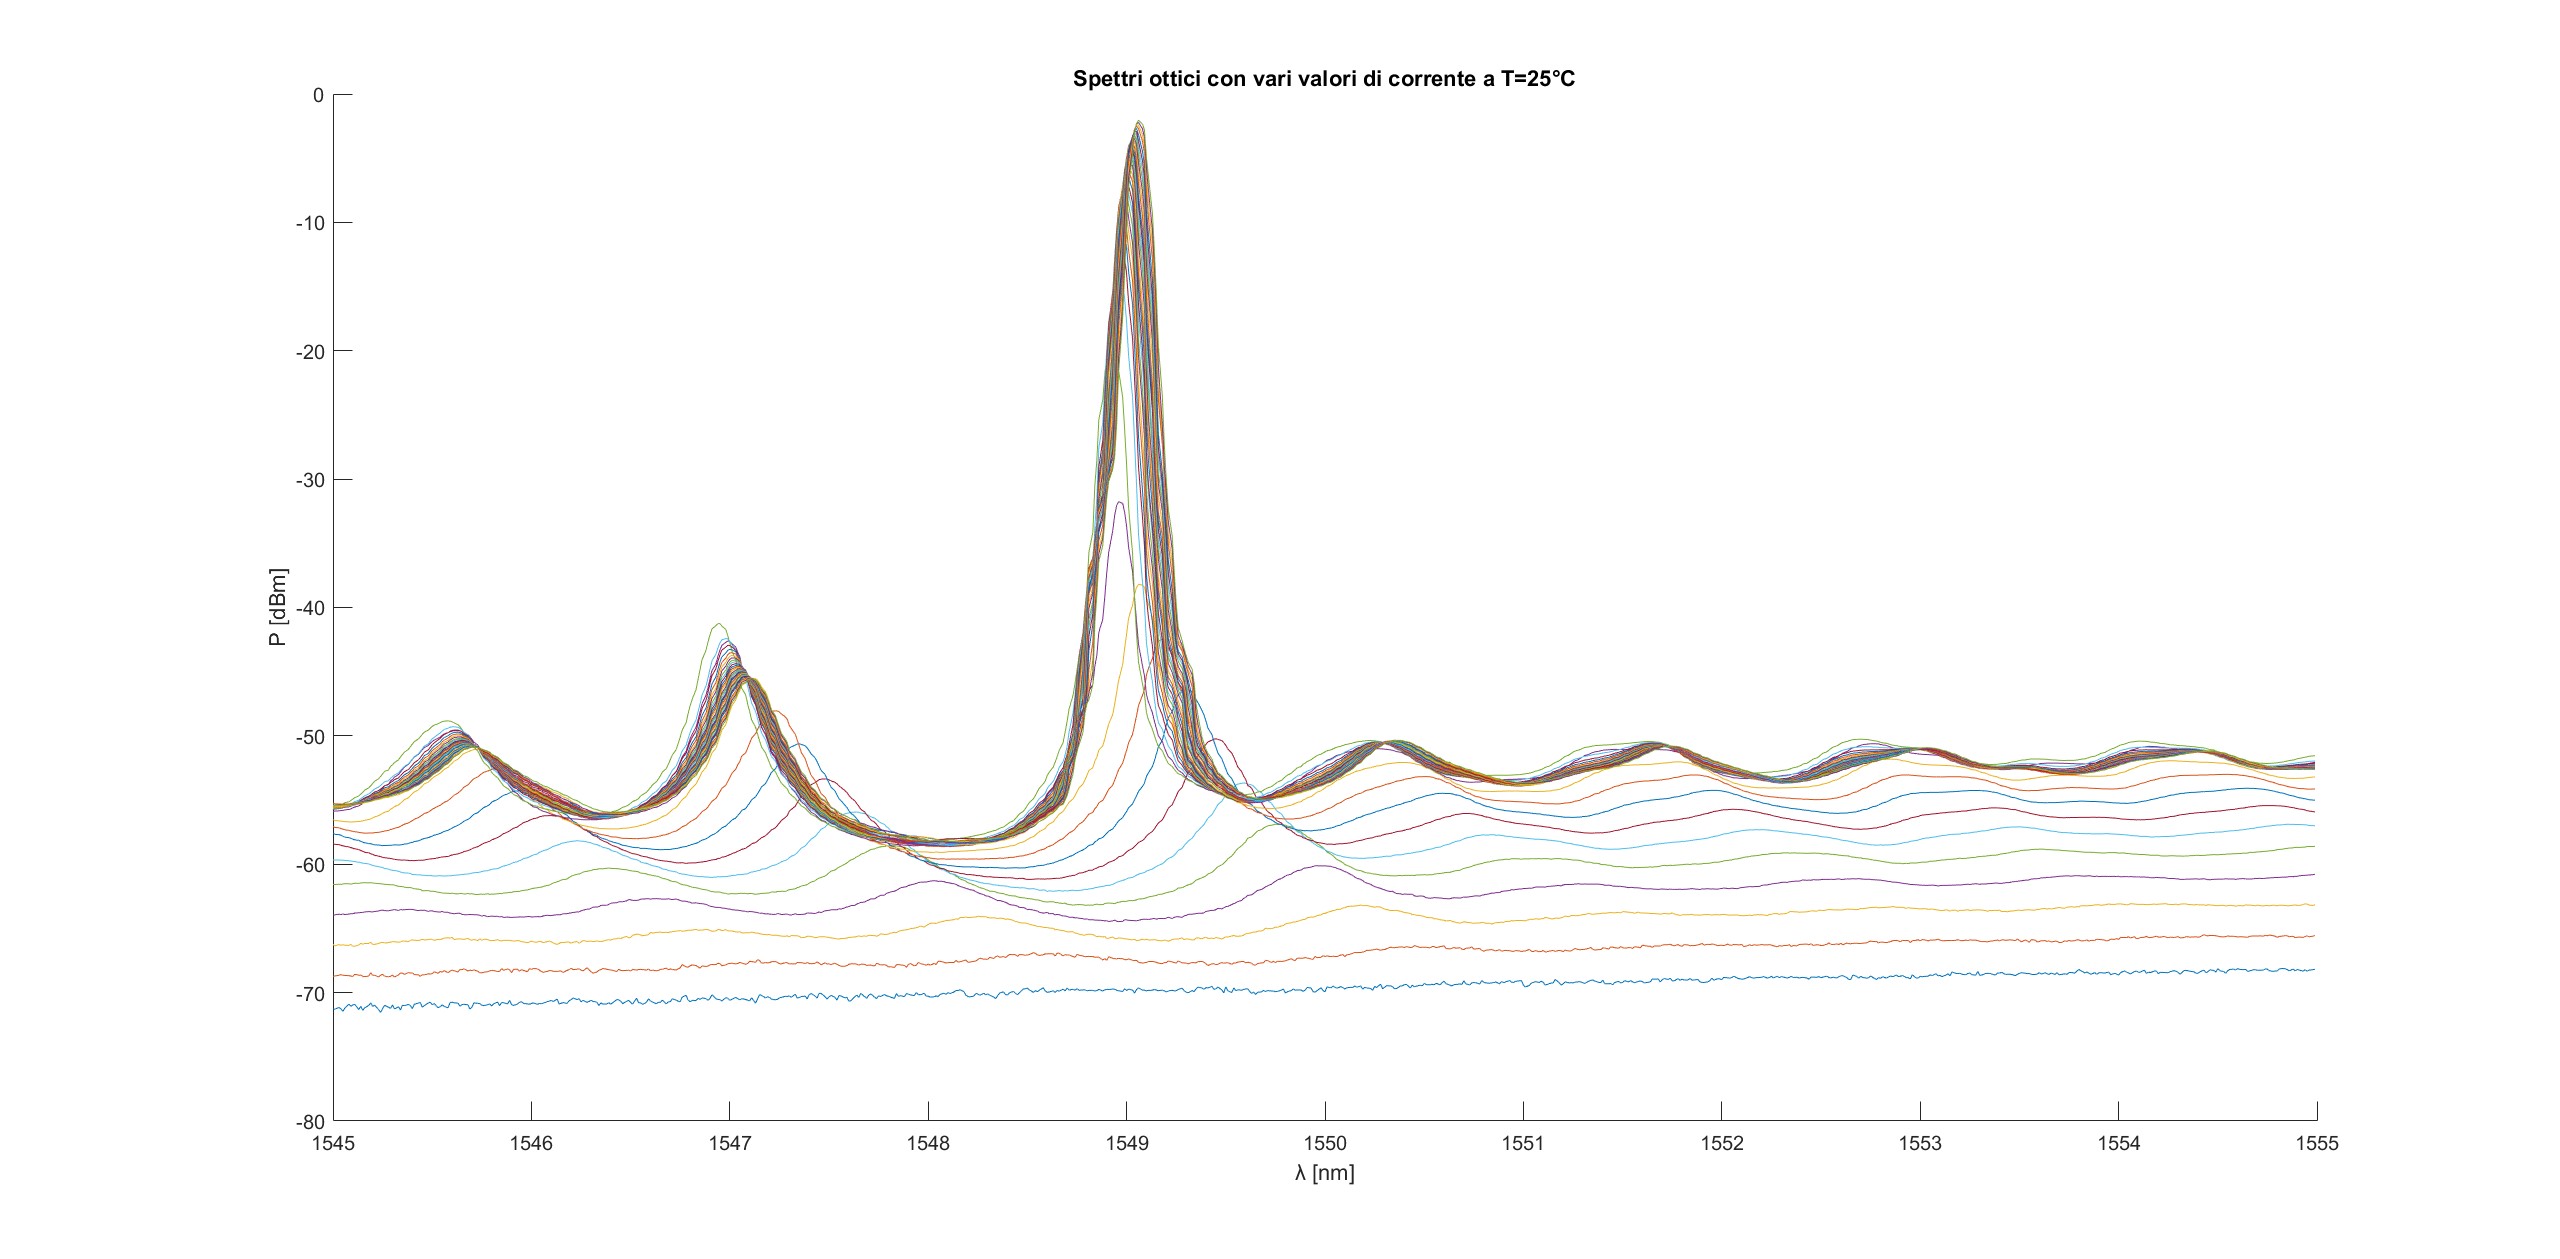 Spettri ottici con vari valori di corrente a T=25°C
0
-10
-20
-30
-40
-50
-60
-70
-80
P [dBm]
1545 1546 1547 1548 1549 1550 1551 1552 1553 1554 1555
λ [nm]